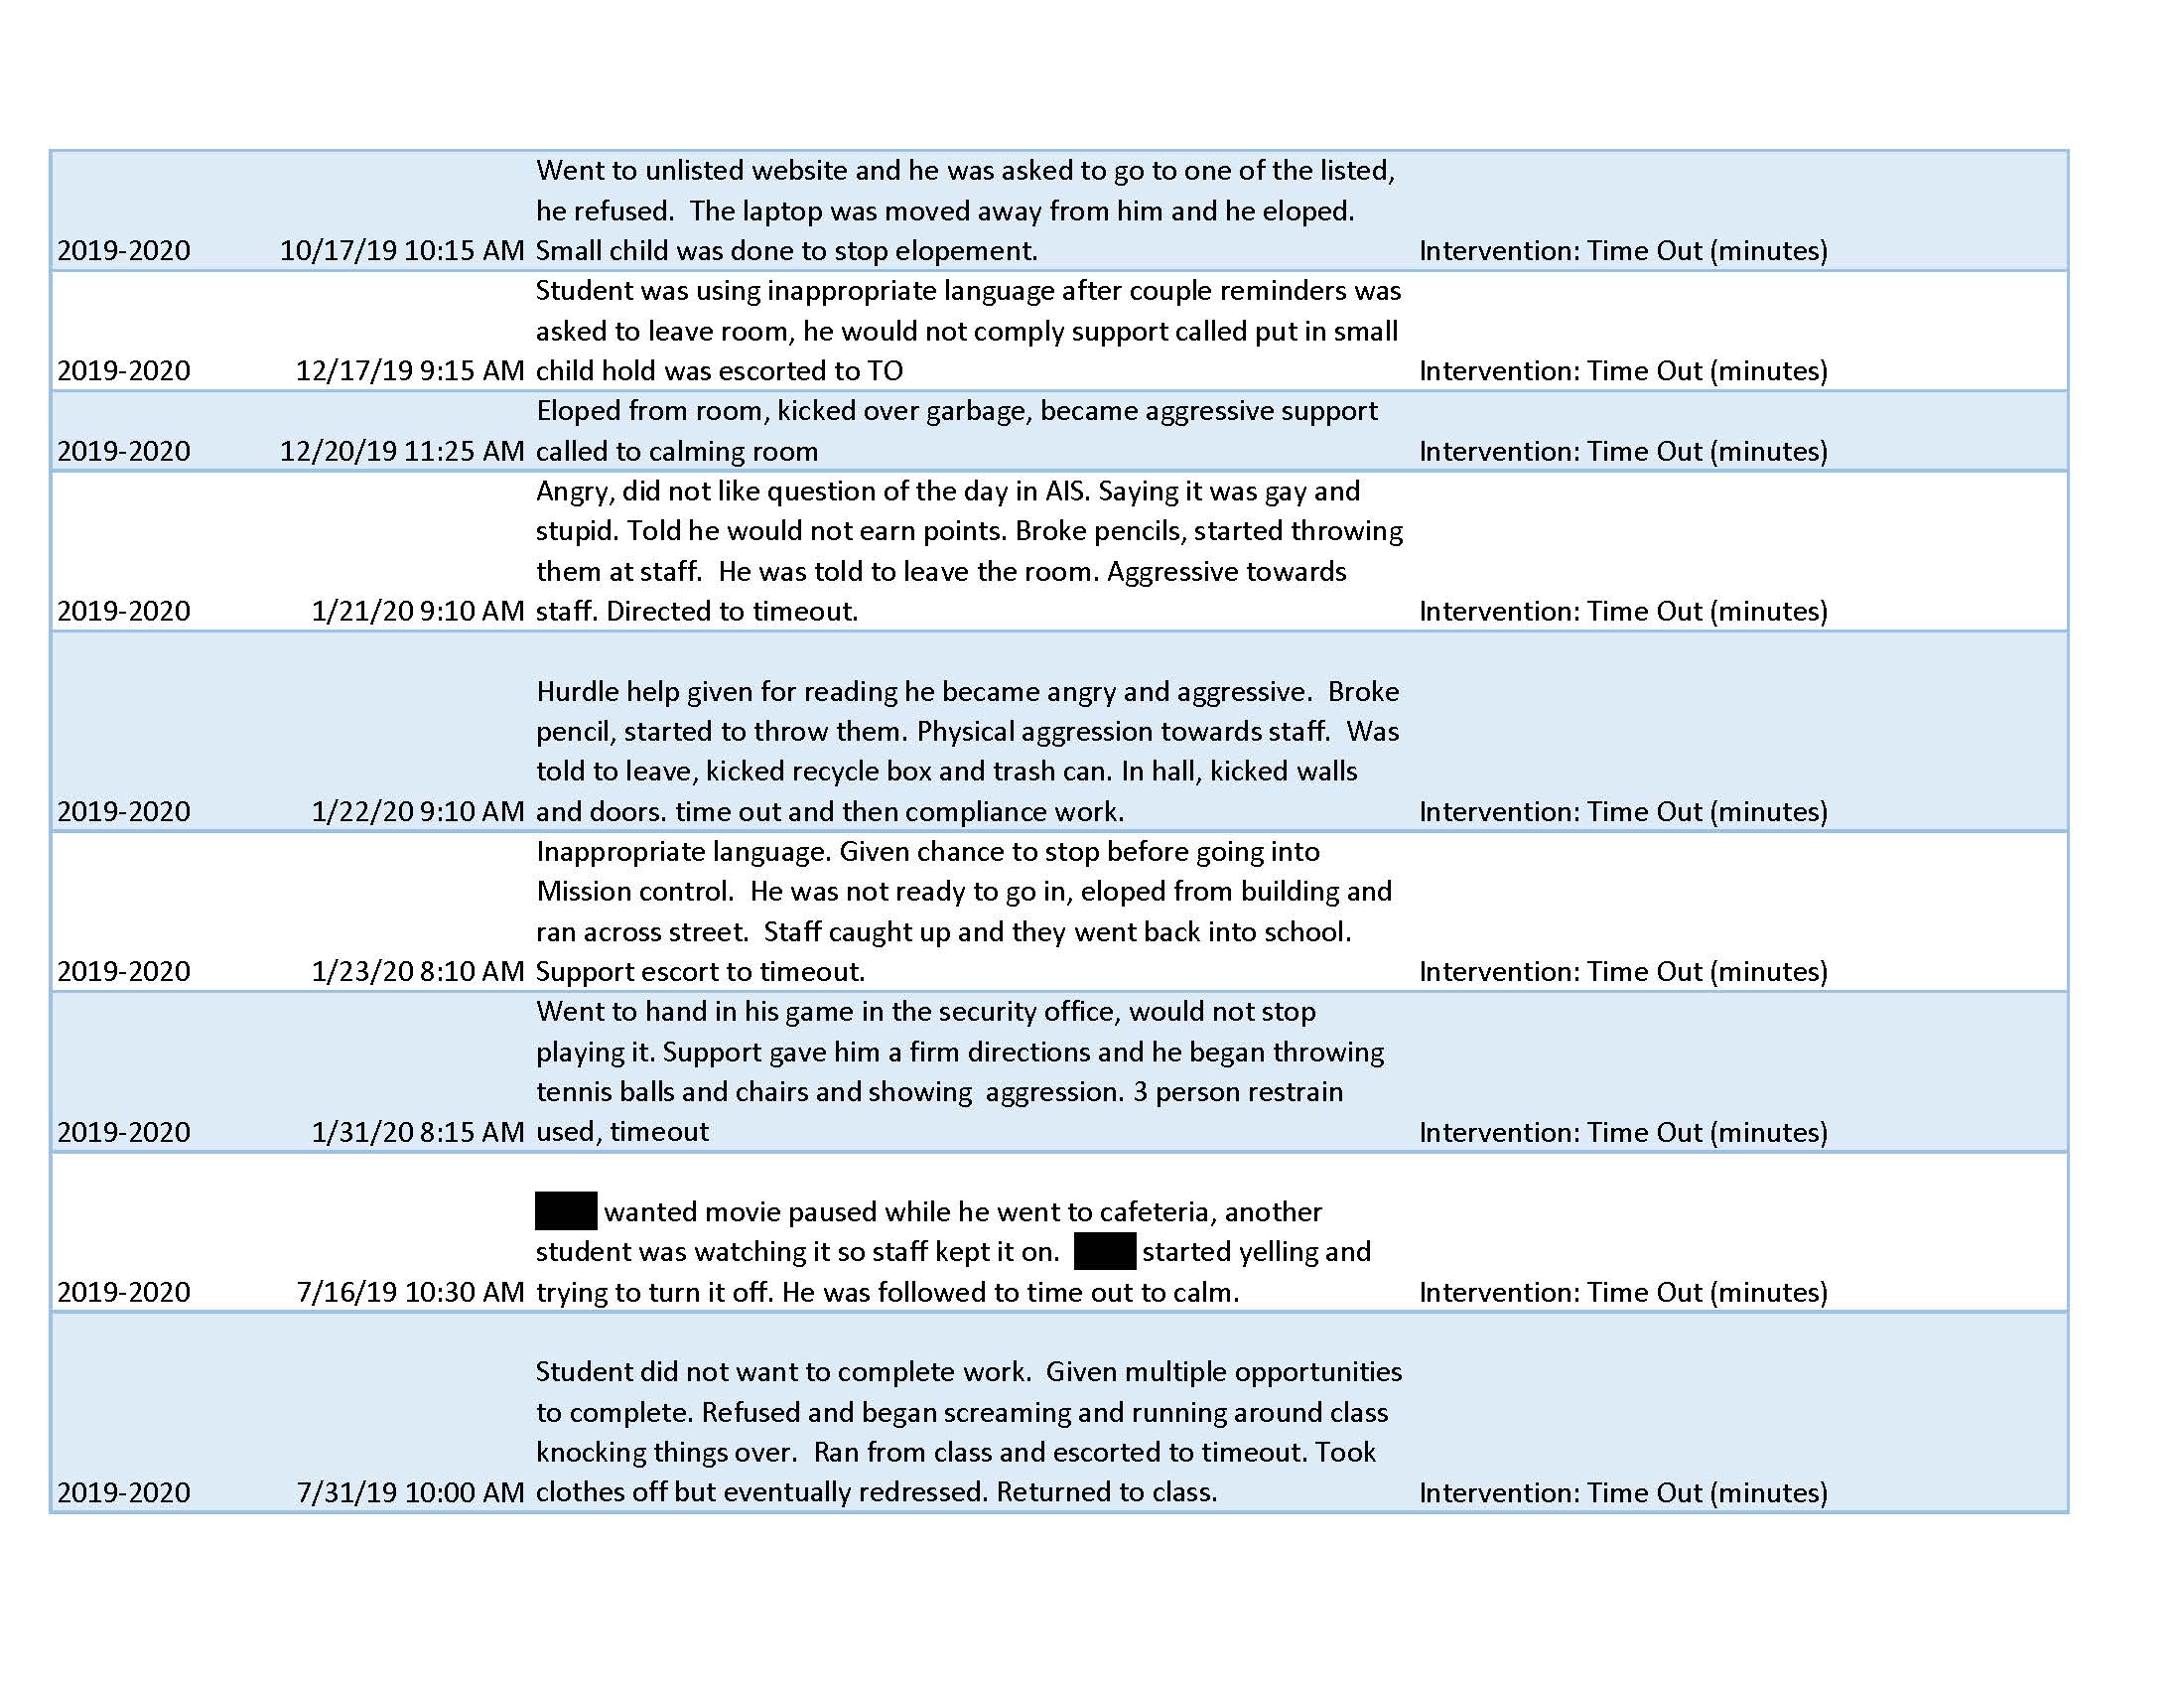 Went to unlisted website and he was asked to go to one of the listed,
he refused.  The laptop was moved away from him and he eloped.
2019-2020 10/17/19 10:15 AM Small child was done to stop elopement. Intervention: Time Out (minutes)
Student was using inappropriate language after couple reminders was
asked to leave room, he would not comply support called put in small
2019-2020 12/17/19 9:15 AM child hold was escorted to TO Intervention: Time Out (minutes)
Eloped from room, kicked over garbage, became aggressive support
2019-2020 12/20/19 11:25 AM called to calming room Intervention: Time Out (minutes)
Angry, did not like question of the day in AIS. Saying it was gay and
stupid. Told he would not earn points. Broke pencils, started throwing
them at staff.  He was told to leave the room. Aggressive towards
2019-2020 1/21/20 9:10 AM staff. Directed to timeout. Intervention: Time Out (minutes)
Hurdle help given for reading he became angry and aggressive.  Broke
pencil, started to throw them. Physical aggression towards staff.  Was
told to leave, kicked recycle box and trash can. In hall, kicked walls
2019-2020 1/22/20 9:10 AM and doors. time out and then compliance work. Intervention: Time Out (minutes)
Inappropriate language. Given chance to stop before going into
Mission control.  He was not ready to go in, eloped from building and
ran across street.  Staff caught up and they went back into school.
2019-2020 1/23/20 8:10 AM Support escort to timeout. Intervention: Time Out (minutes)
Went to hand in his game in the security office, would not stop
playing it. Support gave him a firm directions and he began throwing
tennis balls and chairs and showing  aggression. 3 person restrain
2019-2020 1/31/20 8:15 AM used, timeout Intervention: Time Out (minutes)
wanted movie paused while he went to cafeteria, another
student was watching it so staff kept it on.  started yelling and
2019-2020 7/16/19 10:30 AM trying to turn it off. He was followed to time out to calm. Intervention: Time Out (minutes)
Student did not want to complete work.  Given multiple opportunities
to complete. Refused and began screaming and running around class
knocking things over.  Ran from class and escorted to timeout. Took
2019-2020 7/31/19 10:00 AM clothes off but eventually redressed. Returned to class. Intervention: Time Out (minutes)